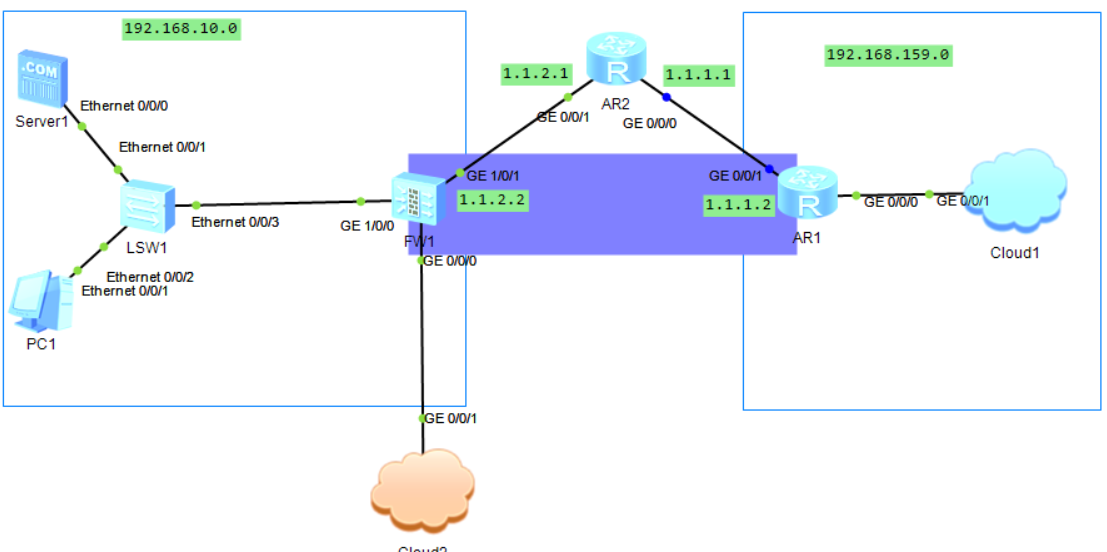 192.168.10.0
192.168.159.0
.COM
1.1.2.1
R
1.1.1.1
Ethernet 0/0/0
AR2
Server1
GE 0/0/1
GE 0/0/0
Ethernet 0/0/1
GE 1/0/1
GE 0/0/1
R
1.1.2.2
1.1.1.2
GE 0/0/0
GE 0/0/1
Ethernet 0/0/3
GE 1/0/0
LSW1
FW1
AR1
Cloud1
GE 0/0/0
Ethernet 0/0/2
Ethernet 0/0/1
PC1
GE 0/0/1
Cloud2